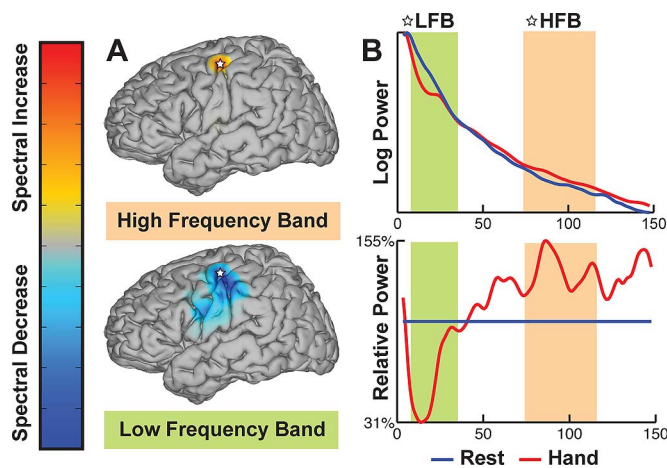 Spectral Increase
Spectral Decrease
A
High Frequency Band
Low Frequency Band
B
☆LFB
☆HFB
Log Power
0
50
100
150
155%
Relative Power
31%
0
50
100
150
Rest
Hand